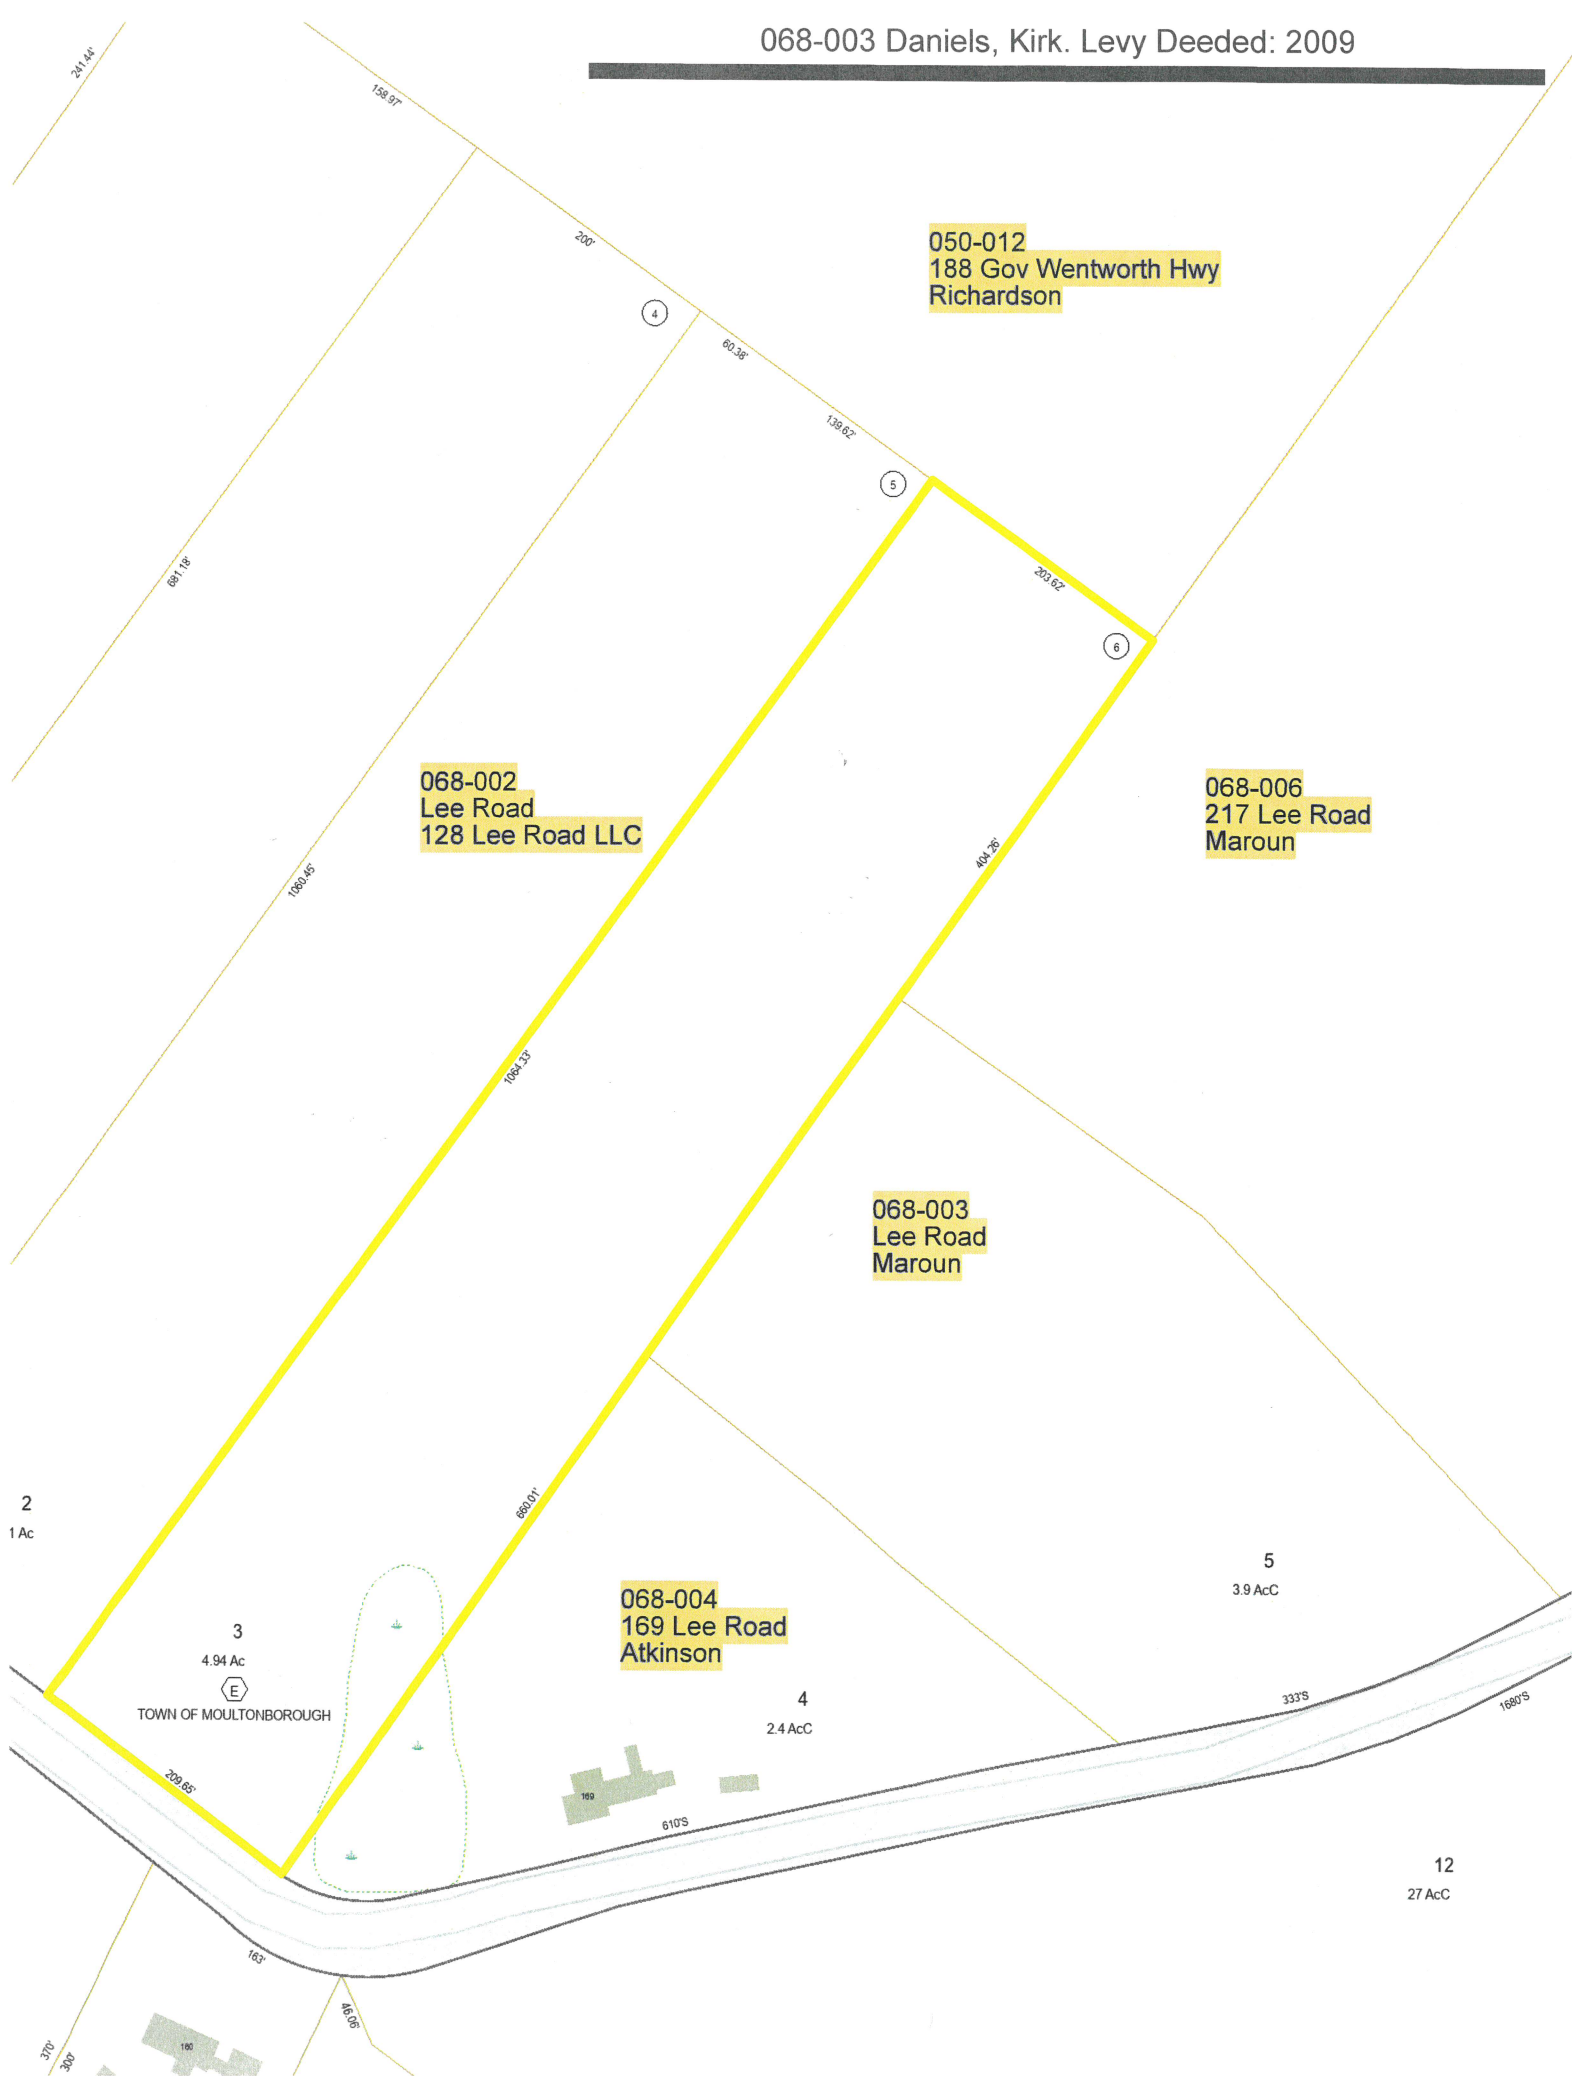 068-003 Daniels, Kirk. Levy Deeded: 2009
241.44'
158.97'
200'
050-012
188 Gov Wentworth Hwy
Richardson
4
60.38'
139.62'
5
203.62'
6
681.18'
068-002
Lee Road
128 Lee Road LLC
068-006
217 Lee Road
Maroun
404.26'
1060.45'
1064.33'
068-003
Lee Road
Maroun
2
1 Ac
660.01'
5
3.9 AcC
068-004
169 Lee Road
Atkinson
3
4.94 Ac
E
TOWN OF MOULTONBOROUGH
4
2.4 AcC
333'S
1680'S
209.65'
169
610'S
12
27 AcC
163'
46.06'
370'
300'
160